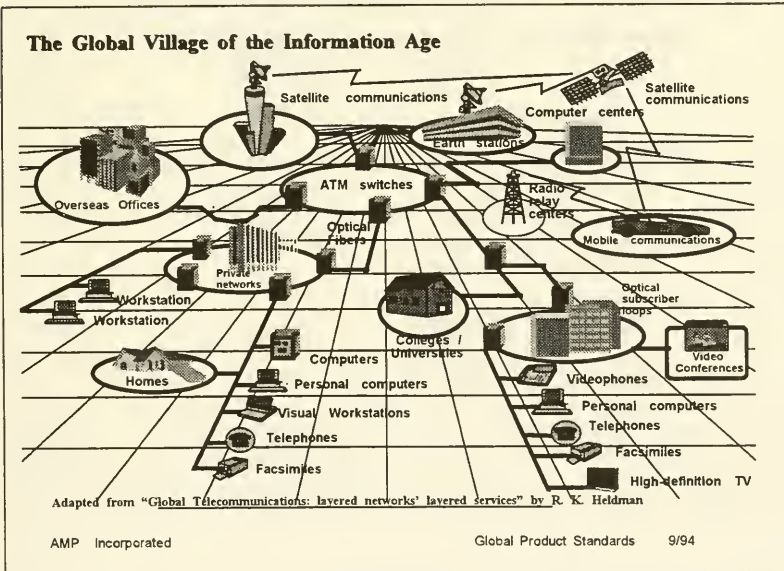 The Global Village of the Information Age
Satellite communications
Satellite
communications
Computer centers
Earth stations
Overseas Offices
ATM switches
Radio
relay
centers
Optical
Fibers
Mobile communications
Private
networks
Optical
subscriber
loops
Workstation
Workstation
Colleges /
Universities
Video
Conferences
Homes
Computers
Personal computers
Visual Workstations
Telephones
Facsimiles
Videophones
Personal computers
Telephones
Facsimiles
High-definition TV
Adapted from "Global Telecommunications: layered networks' layered services" by R. K. Heldman
AMP Incorporated
Global Product Standards 9/94